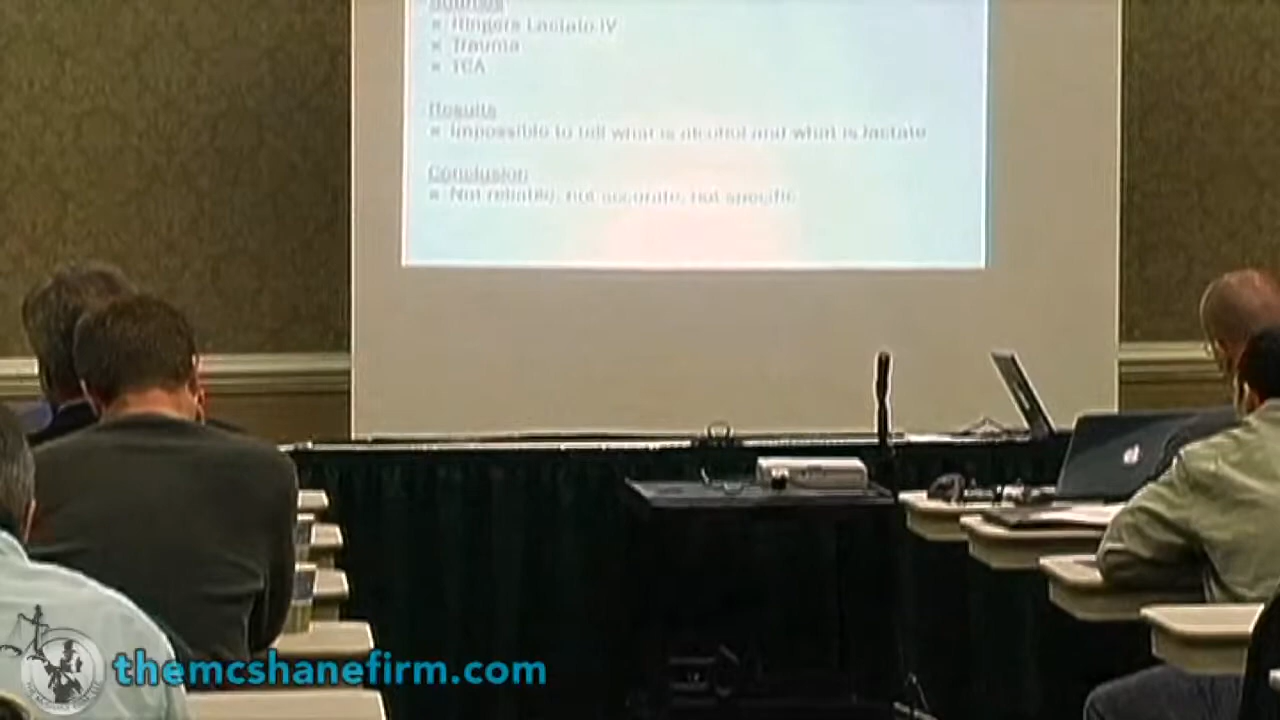 Sources
Ringers Lactate IV
Trauma
TCA
Results
Impossible to tell what is alcohol and what is lactate
Conclusion
Not reliable, not accurate, not specific
themcshanefirm.com